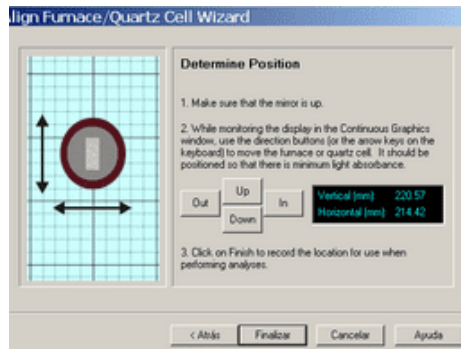 lign Furnace/Quartz Cell Wizard
Determine Position
1. Make sure that the mirror is up.
2. While monitoring the display in the Continuous Graphics
window, use the direction buttons (or the arrow keys on the
keyboard) to move the furnace or quartz cell. It should be
positioned so that there is minimum light absorbance.
Out Up Down In
Vertical (mm): 220.57
Horizontal (mm): 214.42
3. Click on Finish to record the location for use when
performing analyses.
< Atrás Finalizar Cancelar Ayuda